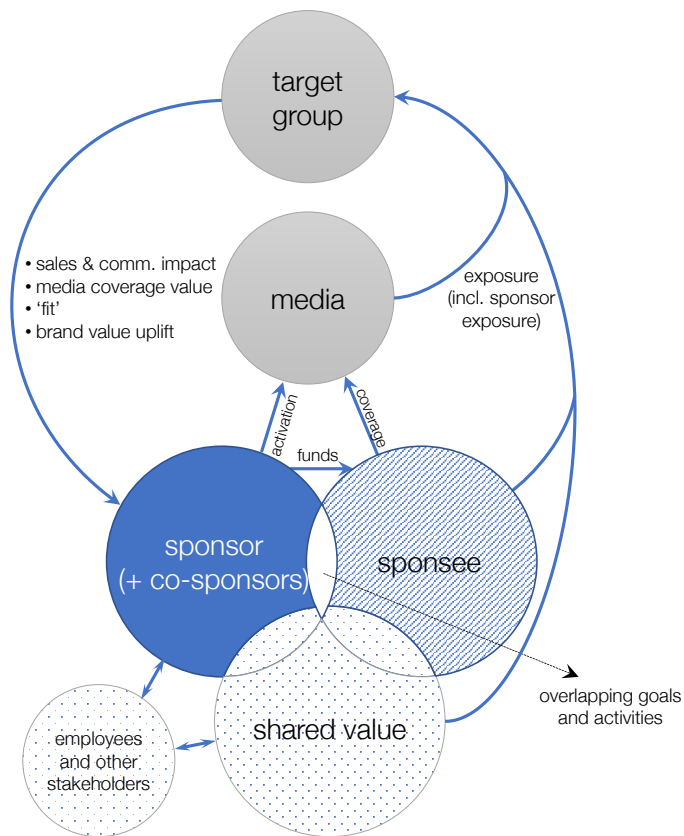 target
group
• sales & comm. impact
• media coverage value
• ‘fit’
• brand value uplift
media
exposure
(incl. sponsor
exposure)
activation
coverage
funds
sponsor
(+ co-sponsors)
sponsee
overlapping goals
and activities
shared value
employees
and other
stakeholders